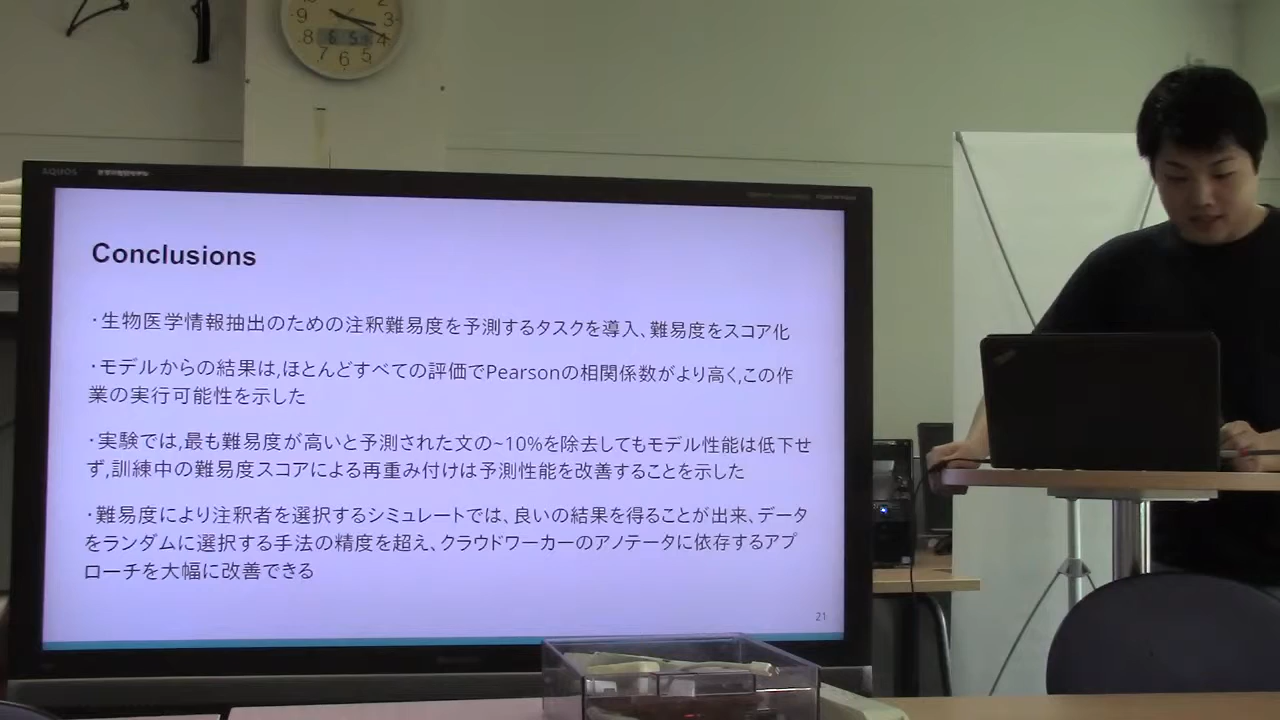 9
2
3
8
6 5
4
7
6
5
AQUOS
Conclusions
・生物医学情報抽出のための注釈難易度を予測するタスクを導入、難易度をスコア化
・モデルからの結果は,ほとんどすべての評価でPearsonの相関係数がより高く,この作
業の実行可能性を示した
・実験では,最も難易度が高いと予測された文の~10%を除去してもモデル性能は低下せ
ず,訓練中の難易度スコアによる再重み付けは予測性能を改善することを示した
・難易度により注釈者を選択するシミュレートでは、良いの結果を得ることが出来、データ
をランダムに選択する手法の精度を超え、クラウドワーカーのアノテータに依存するアプ
ローチを大幅に改善できる
21